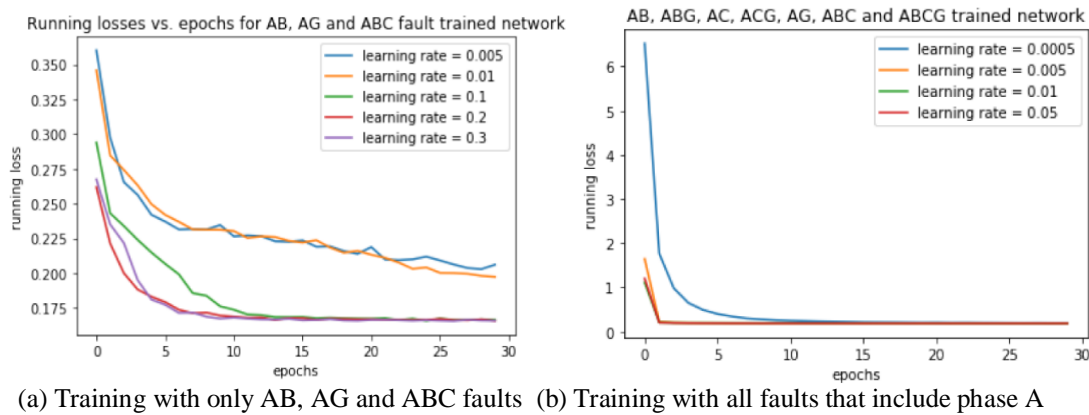 Running losses vs. epochs for AB, AG and ABC fault trained network
0.350
0.325
0.300
0.275
0.250
0.225
0.200
0.175
running loss
learning rate = 0.005
learning rate = 0.01
learning rate = 0.1
learning rate = 0.2
learning rate = 0.3
0 5 10 15 20 25 30
epochs
(a) Training with only AB, AG and ABC faults
AB, ABG, AC, ACG, AG, ABC and ABCG trained network
6
5
4
3
2
1
0
running loss
learning rate = 0.0005
learning rate = 0.005
learning rate = 0.01
learning rate = 0.05
0 5 10 15 20 25 30
epochs
(b) Training with all faults that include phase A